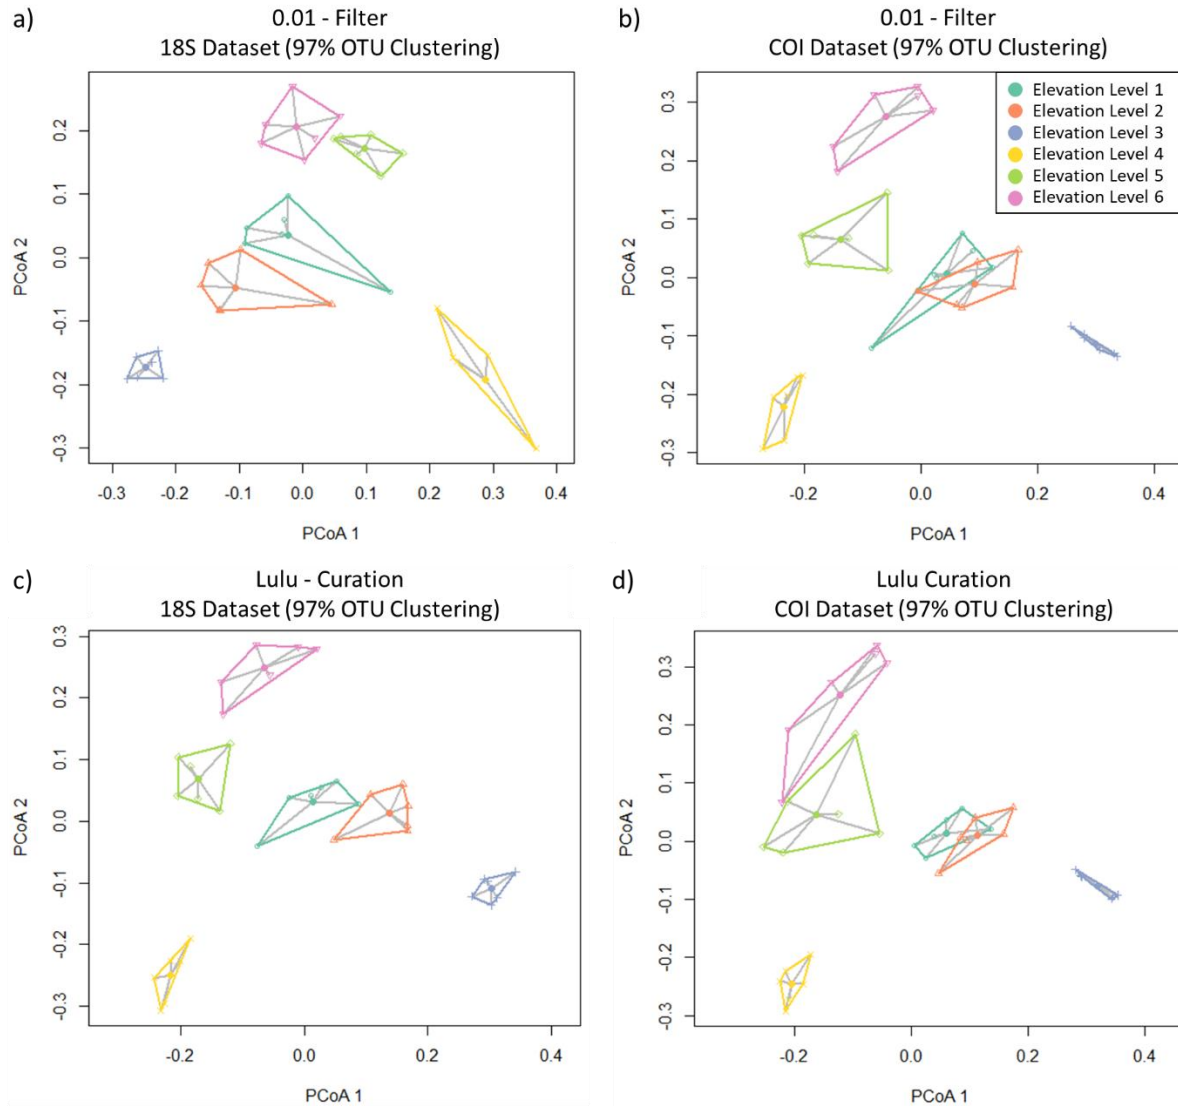 a)
0.01 - Filter
18S Dataset (97% OTU Clustering)
0.2
0.1
0.0
-0.1
-0.2
-0.3
PCoA 2
-0.3
-0.2
-0.1
0.0
0.1
0.2
0.3
0.4
PCoA 1
b)
0.01 - Filter
COI Dataset (97% OTU Clustering)
Elevation Level 1
Elevation Level 2
Elevation Level 3
Elevation Level 4
Elevation Level 5
Elevation Level 6
0.3
0.2
0.1
0.0
-0.1
-0.2
-0.3
PCoA 2
-0.2
0.0
0.2
0.4
PCoA 1
c)
Lulu - Curation
18S Dataset (97% OTU Clustering)
0.3
0.2
0.1
0.0
-0.1
-0.2
-0.3
PCoA 2
-0.2
0.0
0.2
0.4
PCoA 1
d)
Lulu Curation
COI Dataset (97% OTU Clustering)
0.3
0.2
0.1
0.0
-0.1
-0.2
-0.3
PCoA 2
-0.2
0.0
0.2
0.4
PCoA 1